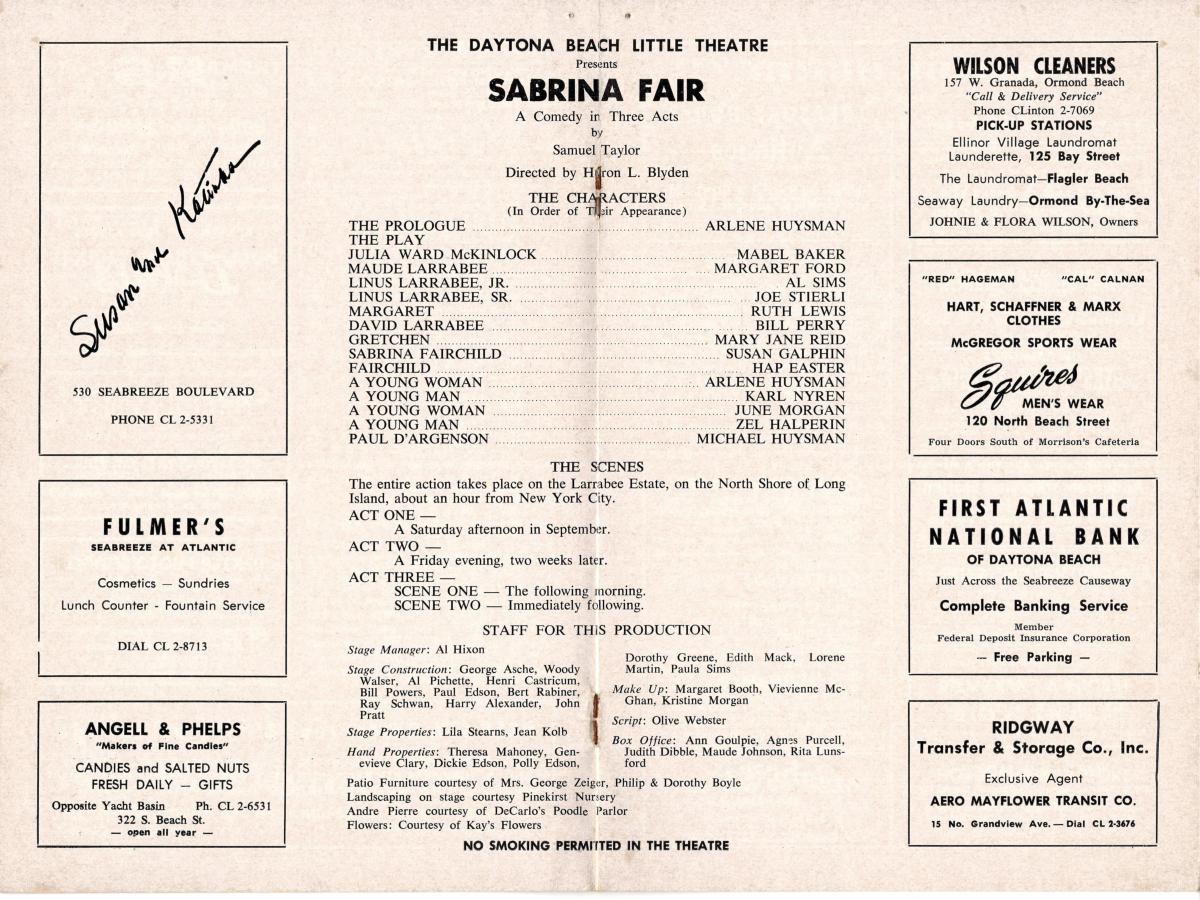 Susan and Katinka
530 SEABREEZE BOULEVARD
PHONE CL 2-5331
FULMER'S
SEABREEZE AT ATLANTIC
Cosmetics — Sundries
Lunch Counter - Fountain Service
DIAL CL 2-8713
ANGELL & PHELPS
"Makers of Fine Candies"
CANDIES and SALTED NUTS
FRESH DAILY — GIFTS
Opposite Yacht Basin Ph. CL 2-6531
322 S. Beach St.
— open all year —
THE DAYTONA BEACH LITTLE THEATRE
Presents
SABRINA FAIR
A Comedy in Three Acts
by
Samuel Taylor
Directed by Huron L. Blyden
THE CHARACTERS
(In Order of Their Appearance)
THE PROLOGUE ARLENE HUYSMAN
THE PLAY
JULIA WARD McKINLOCK MABEL BAKER
MAUDE LARRABEE MARGARET FORD
LINUS LARRABEE, JR. AL SIMS
LINUS LARRABEE, SR. JOE STIERLI
MARGARET RUTH LEWIS
DAVID LARRABEE BILL PERRY
GRETCHEN MARY JANE REID
SABRINA FAIRCHILD SUSAN GALPHIN
FAIRCHILD HAP EASTER
A YOUNG WOMAN ARLENE HUYSMAN
A YOUNG MAN KARL NYREN
A YOUNG WOMAN JUNE MORGAN
A YOUNG MAN ZEL HALPERIN
PAUL D'ARGENSON MICHAEL HUYSMAN
THE SCENES
The entire action takes place on the Larrabee Estate, on the North Shore of Long
Island, about an hour from New York City.
ACT ONE —
A Saturday afternoon in September.
ACT TWO —
A Friday evening, two weeks later.
ACT THREE —
SCENE ONE — The following morning.
SCENE TWO — Immediately following.
STAFF FOR THIS PRODUCTION
Stage Manager: Al Hixon
Stage Construction: George Asche, Woody
Walser, Al Pichette, Henri Castricum,
Bill Powers, Paul Edson, Bert Rabiner,
Ray Schwan, Harry Alexander, John
Pratt
Stage Properties: Lila Stearns, Jean Kolb
Hand Properties: Theresa Mahoney, Gen-
evieve Clary, Dickie Edson, Polly Edson,
Dorothy Greene, Edith Mack, Lorene
Martin, Paula Sims
Make Up: Margaret Booth, Vievienne Mc-
Ghan, Kristine Morgan
Script: Olive Webster
Box Office: Ann Goulpie, Agnes Purcell,
Judith Dibble, Maude Johnson, Rita Luns-
ford
Patio Furniture courtesy of Mrs. George Zeiger, Philip & Dorothy Boyle
Landscaping on stage courtesy Pinekirst Nursery
Andre Pierre courtesy of DeCarlo's Poodle Parlor
Flowers: Courtesy of Kay's Flowers
NO SMOKING PERMITTED IN THE THEATRE
WILSON CLEANERS
157 W. Granada, Ormond Beach
"Call & Delivery Service"
Phone CLinton 2-7069
PICK-UP STATIONS
Ellinor Village Laundromat
Launderette, 125 Bay Street
The Laundromat—Flagler Beach
Seaway Laundry—Ormond By-The-Sea
JOHNIE & FLORA WILSON, Owners
"RED" HAGEMAN "CAL" CALNAN
HART, SCHAFFNER & MARX
CLOTHES
McGREGOR SPORTS WEAR
Squires
MEN'S WEAR
120 North Beach Street
Four Doors South of Morrison's Cafeteria
FIRST ATLANTIC
NATIONAL BANK
OF DAYTONA BEACH
Just Across the Seabreeze Causeway
Complete Banking Service
Member
Federal Deposit Insurance Corporation
— Free Parking —
RIDGWAY
Transfer & Storage Co., Inc.
Exclusive Agent
AERO MAYFLOWER TRANSIT CO.
15 No. Grandview Ave. — Dial CL 2-3676